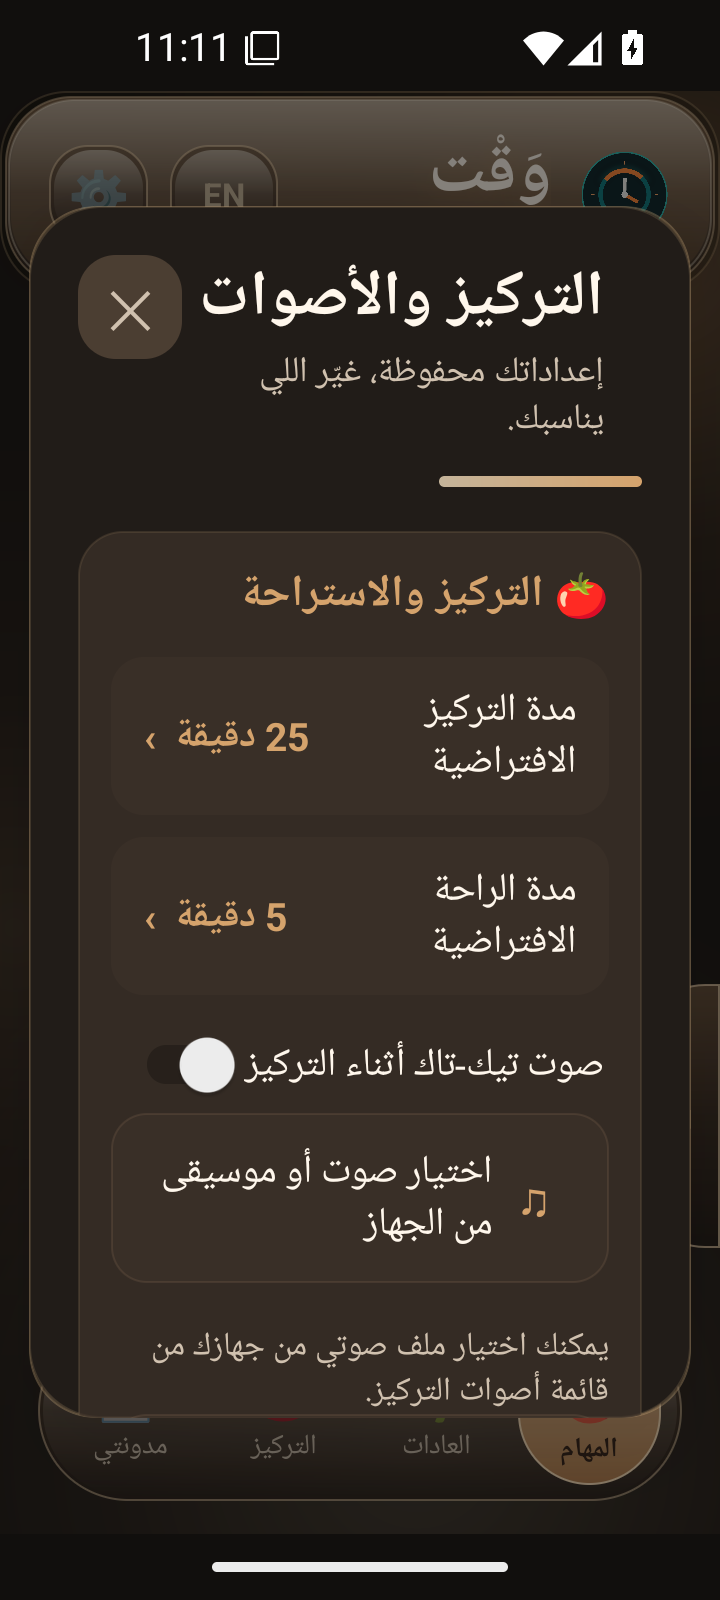 11:11
وَقْت
EN
التركيز والأصوات
إعداداتك محفوظة، غيّر اللي
يناسبك.
التركيز والاستراحة
مدة التركيز
الافتراضية
25 دقيقة
مدة الراحة
الافتراضية
5 دقيقة
صوت تيك-تاك أثناء التركيز
اختيار صوت أو موسيقى
من الجهاز
يمكنك اختيار ملف صوتي من جهازك من
قائمة أصوات التركيز.
المهام
العادات
التركيز
مدونتي